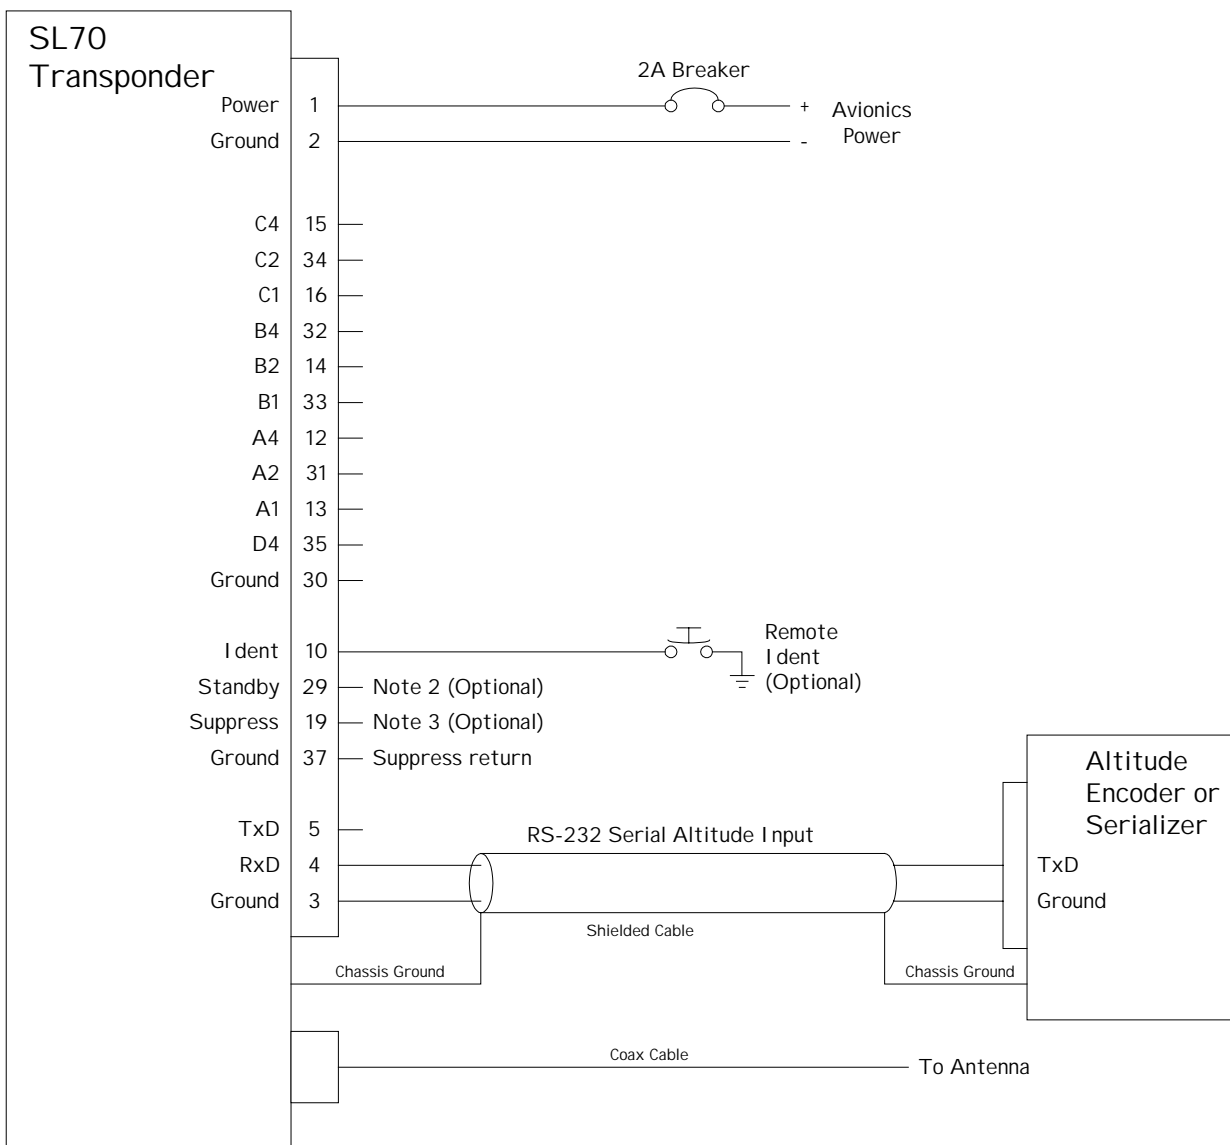 SL70
Transponder
2A Breaker
Power 1 + Avionics
Power
Ground 2 -
C4 15
C2 34
C1 16
B4 32
B2 14
B1 33
A4 12
A2 31
A1 13
D4 35
Ground 30
Ident 10
Remote
Ident
(Optional)
Standby 29 Note 2 (Optional)
Suppress 19 Note 3 (Optional)
Ground 37 Suppress return
Altitude
Encoder or
Serializer
TxD 5
RS-232 Serial Altitude Input
RxD 4 TxD
Ground 3 Ground
Shielded Cable
Chassis Ground
Chassis Ground
Coax Cable
To Antenna